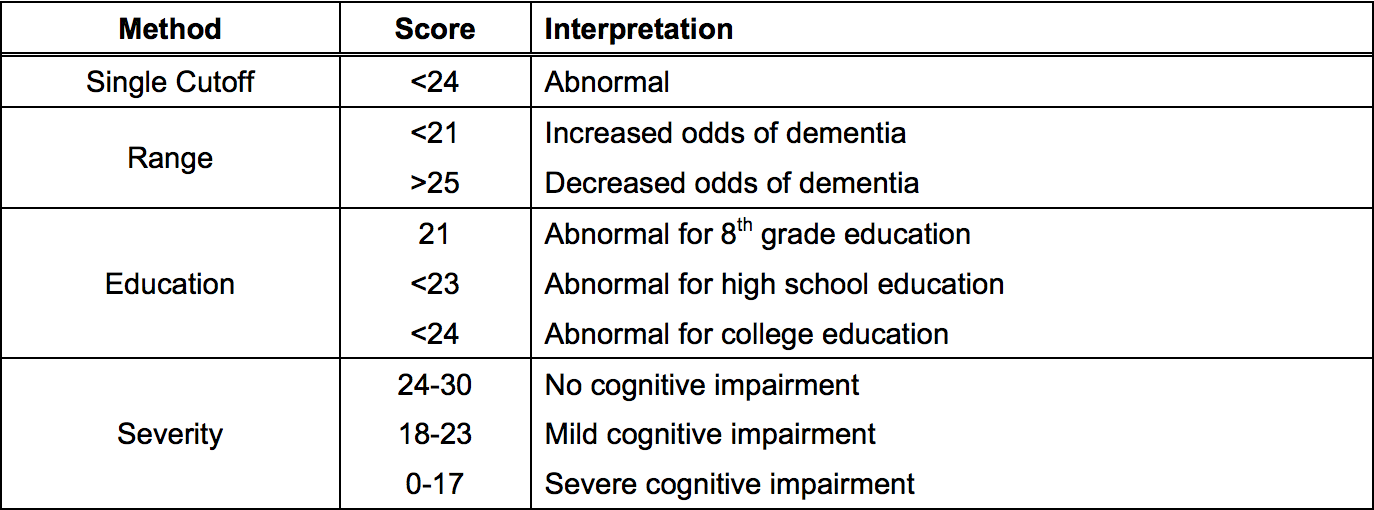 Method Score Interpretation
Single Cutoff <24 Abnormal
Range
<21 Increased odds of dementia
>25 Decreased odds of dementia
Education
21 Abnormal for 8th grade education
<23 Abnormal for high school education
<24 Abnormal for college education
Severity
24-30 No cognitive impairment
18-23 Mild cognitive impairment
0-17 Severe cognitive impairment